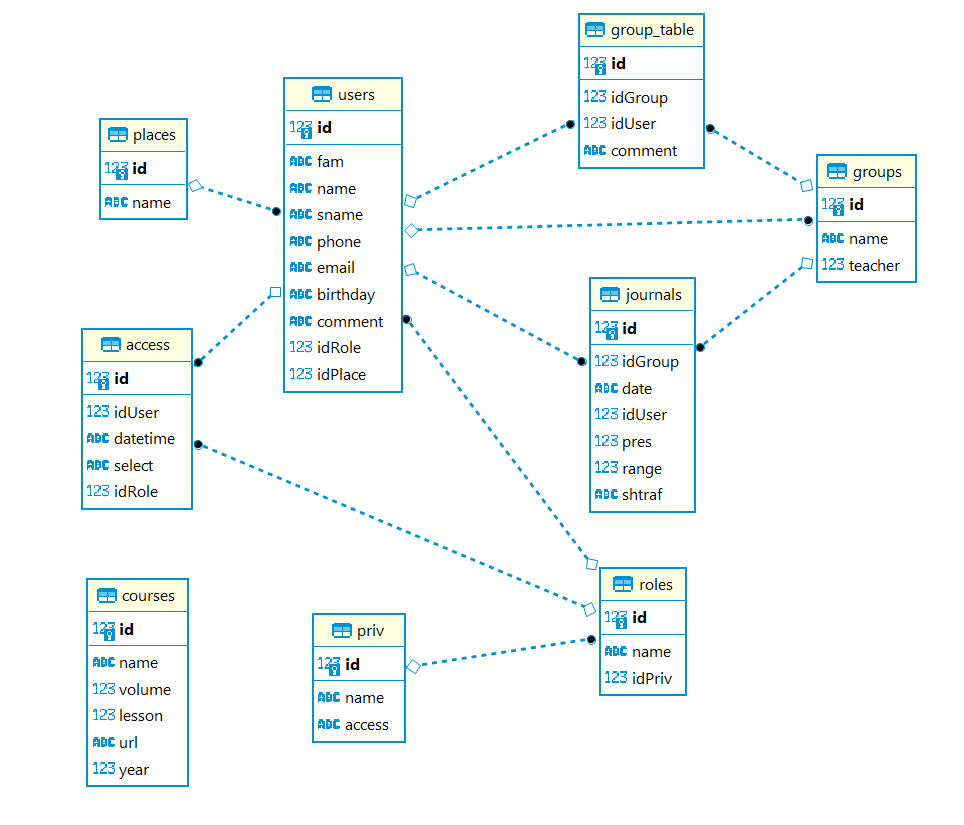 places
123 id
ABC name
users
123 id
ABC fam
ABC name
ABC sname
ABC phone
ABC email
ABC birthday
ABC comment
123 idRole
123 idPlace
group_table
123 id
123 idGroup
123 idUser
ABC comment
groups
123 id
ABC name
123 teacher
access
123 id
123 idUser
ABC datetime
ABC select
123 idRole
journals
123 id
123 idGroup
ABC date
123 idUser
123 pres
123 range
ABC shtraf
courses
123 id
ABC name
123 volume
123 lesson
ABC url
123 year
priv
123 id
ABC name
ABC access
roles
123 id
ABC name
123 idPriv